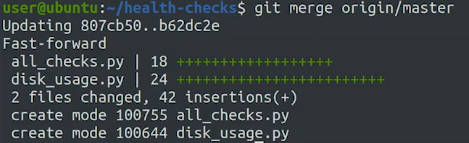 user@ubuntu:~/health-checks$ git merge origin/master
Updating 807cb50..b62dc2e
Fast-forward
 all_checks.py | 18 ++++++++++++++++++
 disk_usage.py | 24 ++++++++++++++++++++++++
 2 files changed, 42 insertions(+)
 create mode 100755 all_checks.py
 create mode 100644 disk_usage.py